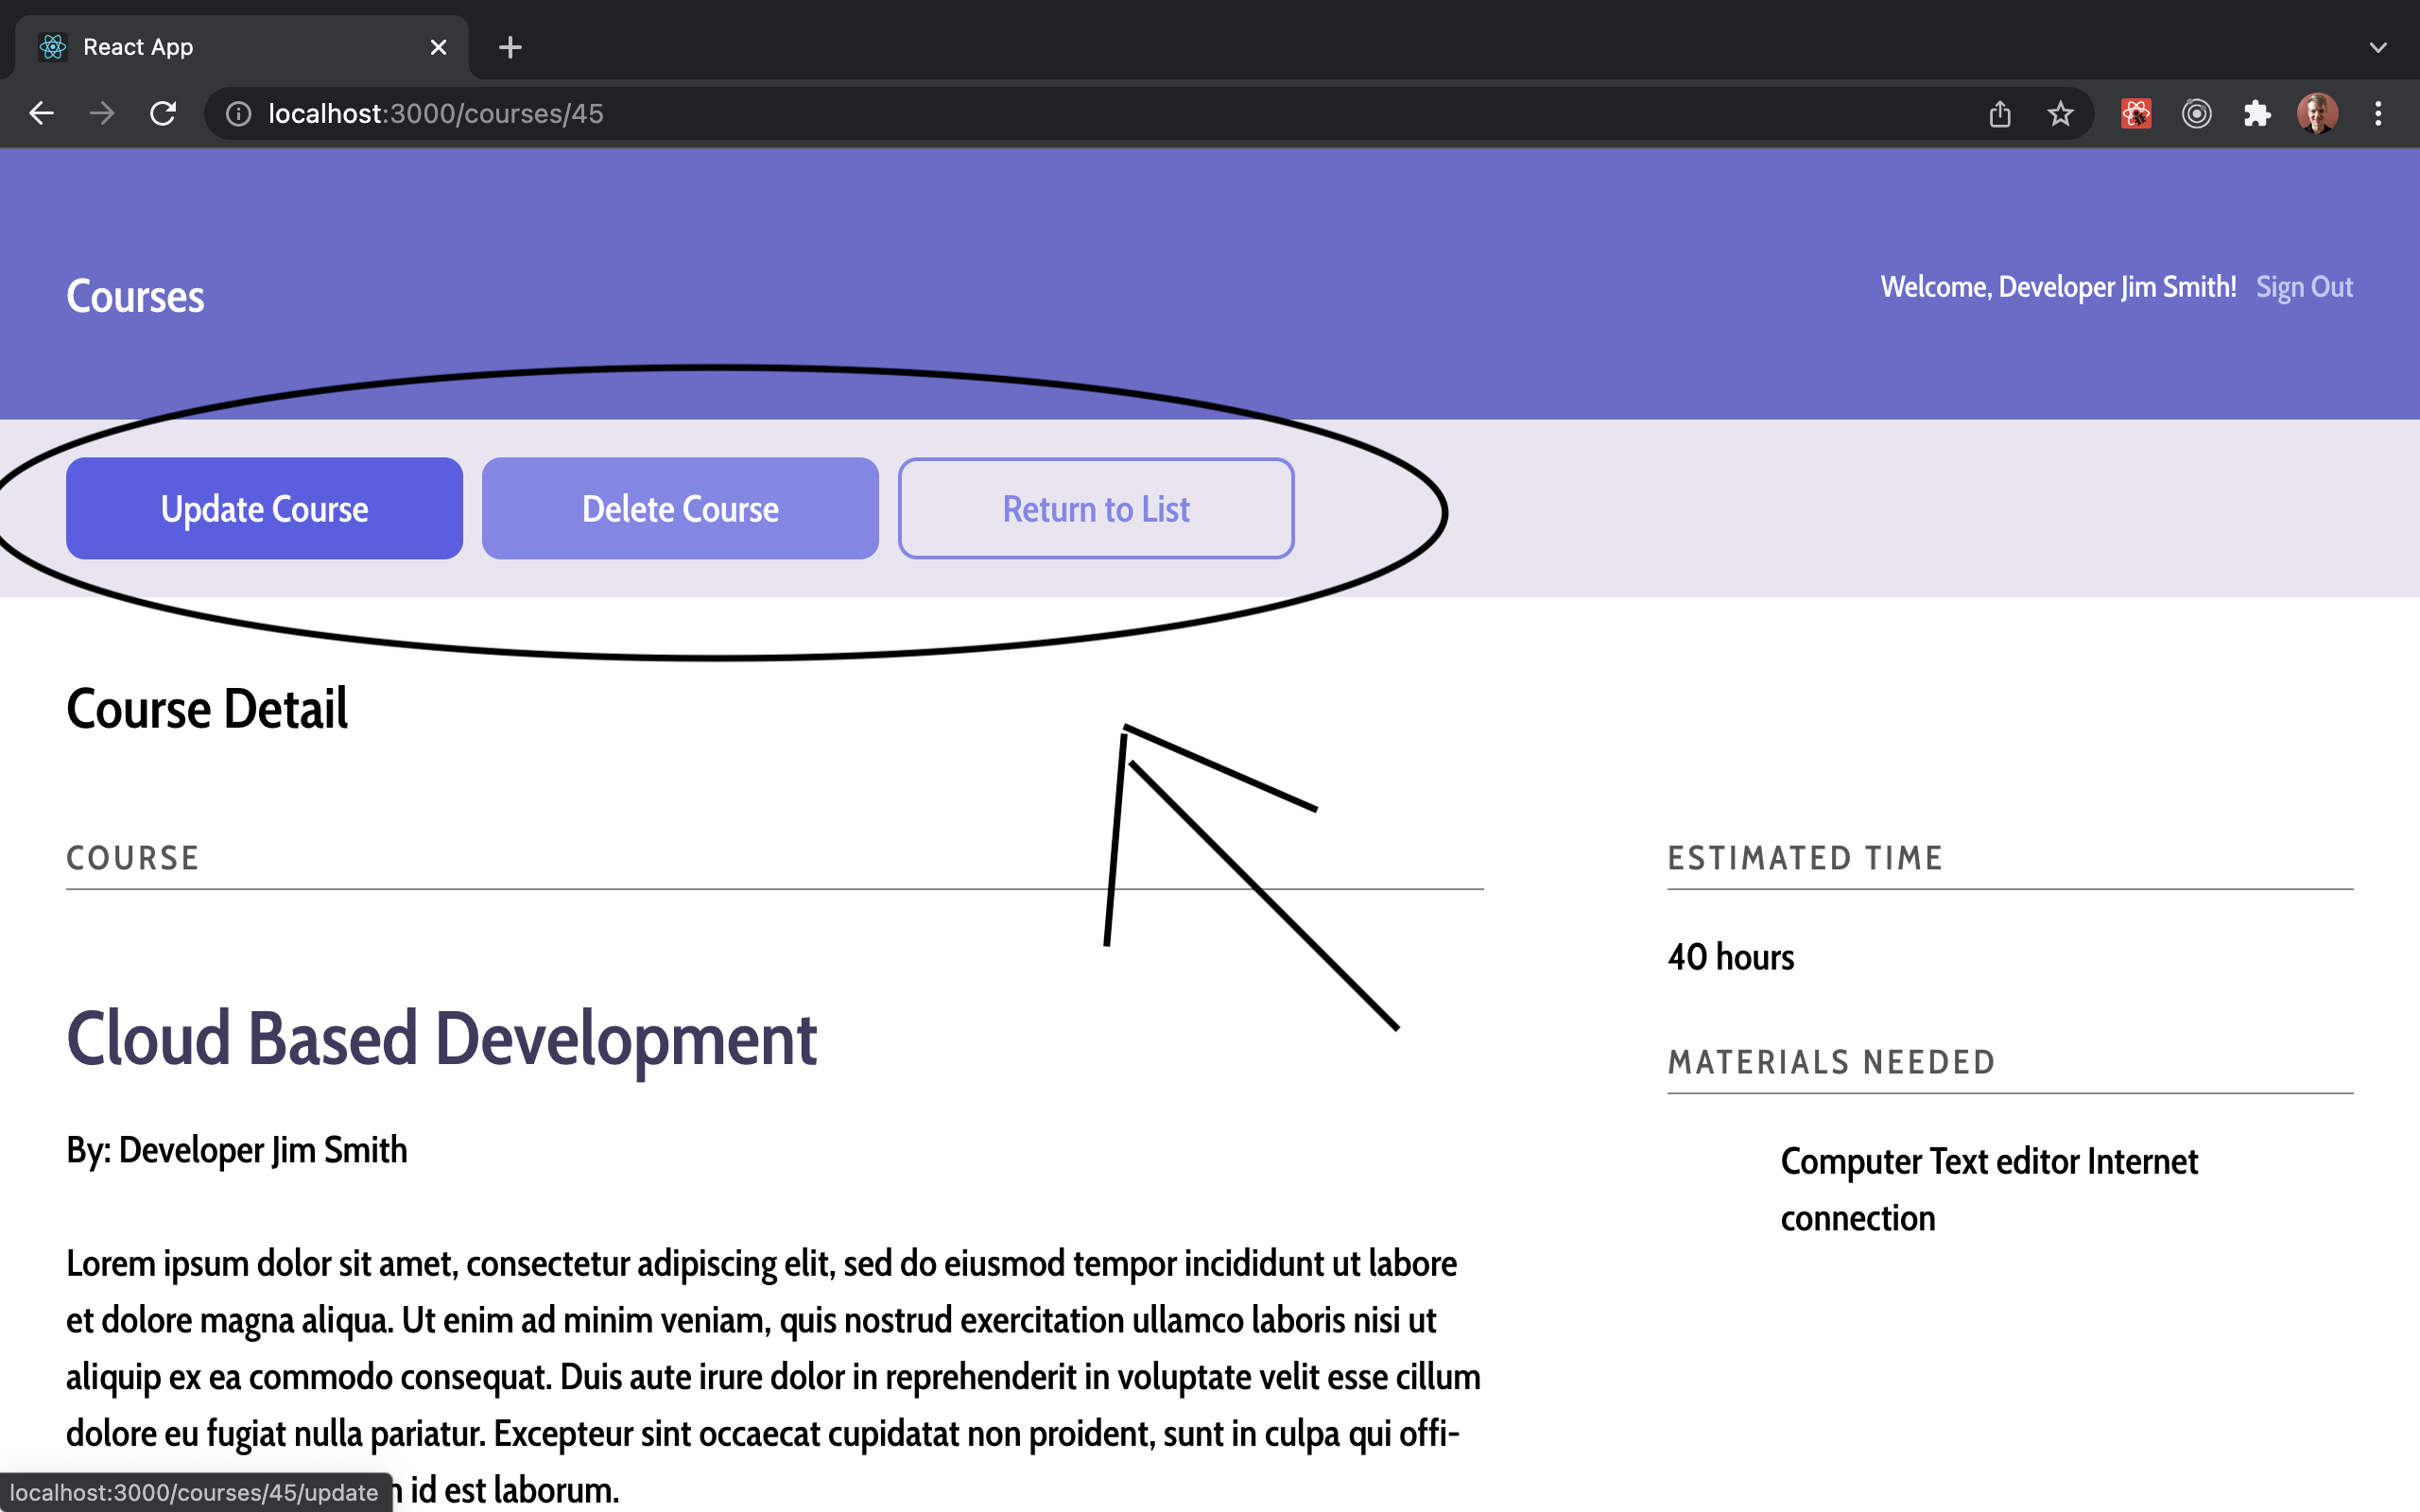 React App
localhost:3000/courses/45
Courses
Welcome, Developer Jim Smith! Sign Out
Update Course
Delete Course
Return to List
Course Detail
COURSE
Cloud Based Development
By: Developer Jim Smith
Lorem ipsum dolor sit amet, consectetur adipiscing elit, sed do eiusmod tempor incididunt ut labore
et dolore magna aliqua. Ut enim ad minim veniam, quis nostrud exercitation ullamco laboris nisi ut
aliquip ex ea commodo consequat. Duis aute irure dolor in reprehenderit in voluptate velit esse cillum
dolore eu fugiat nulla pariatur. Excepteur sint occaecat cupidatat non proident, sunt in culpa qui offi-
id est laborum.
ESTIMATED TIME
40 hours
MATERIALS NEEDED
Computer Text editor Internet
connection
localhost:3000/courses/45/update